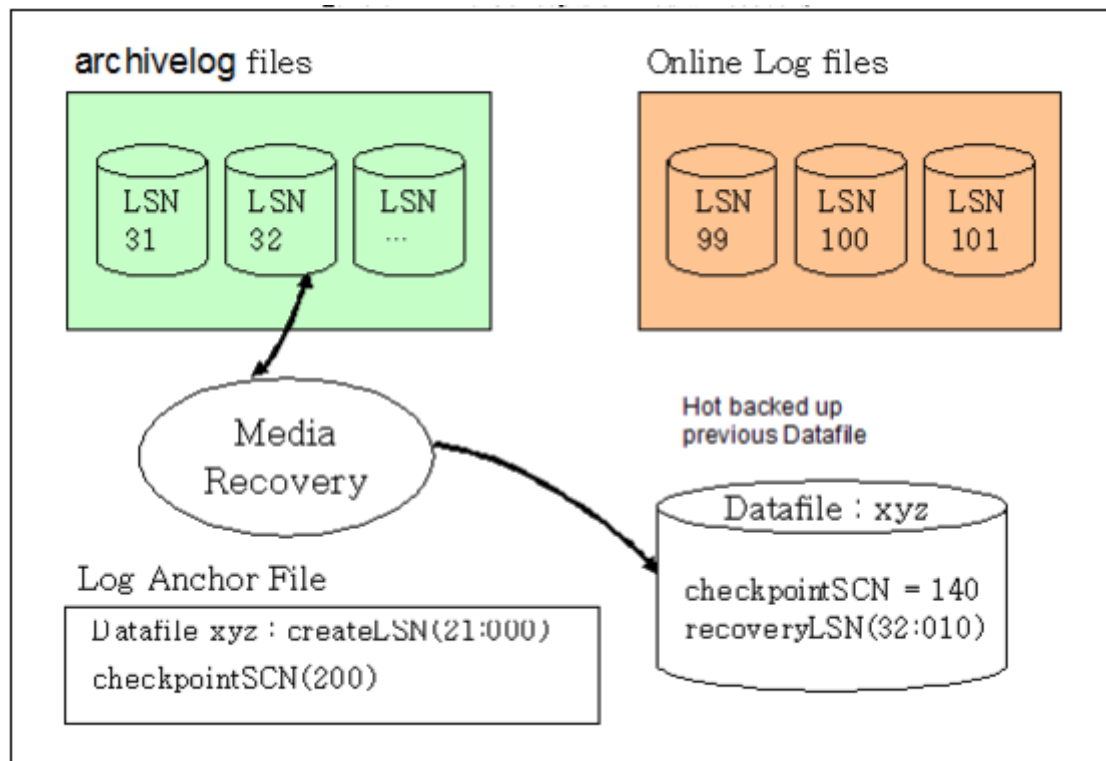 archivelog files
Online Log files
LSN
31
LSN
32
LSN
...
LSN
99
LSN
100
LSN
101
Media
Recovery
Hot backed up
previous Datafile
Datafile : xyz
checkpointSCN = 140
recoveryLSN(32:010)
Log Anchor File
Datafile xyz : createLSN(21:000)
checkpointSCN(200)